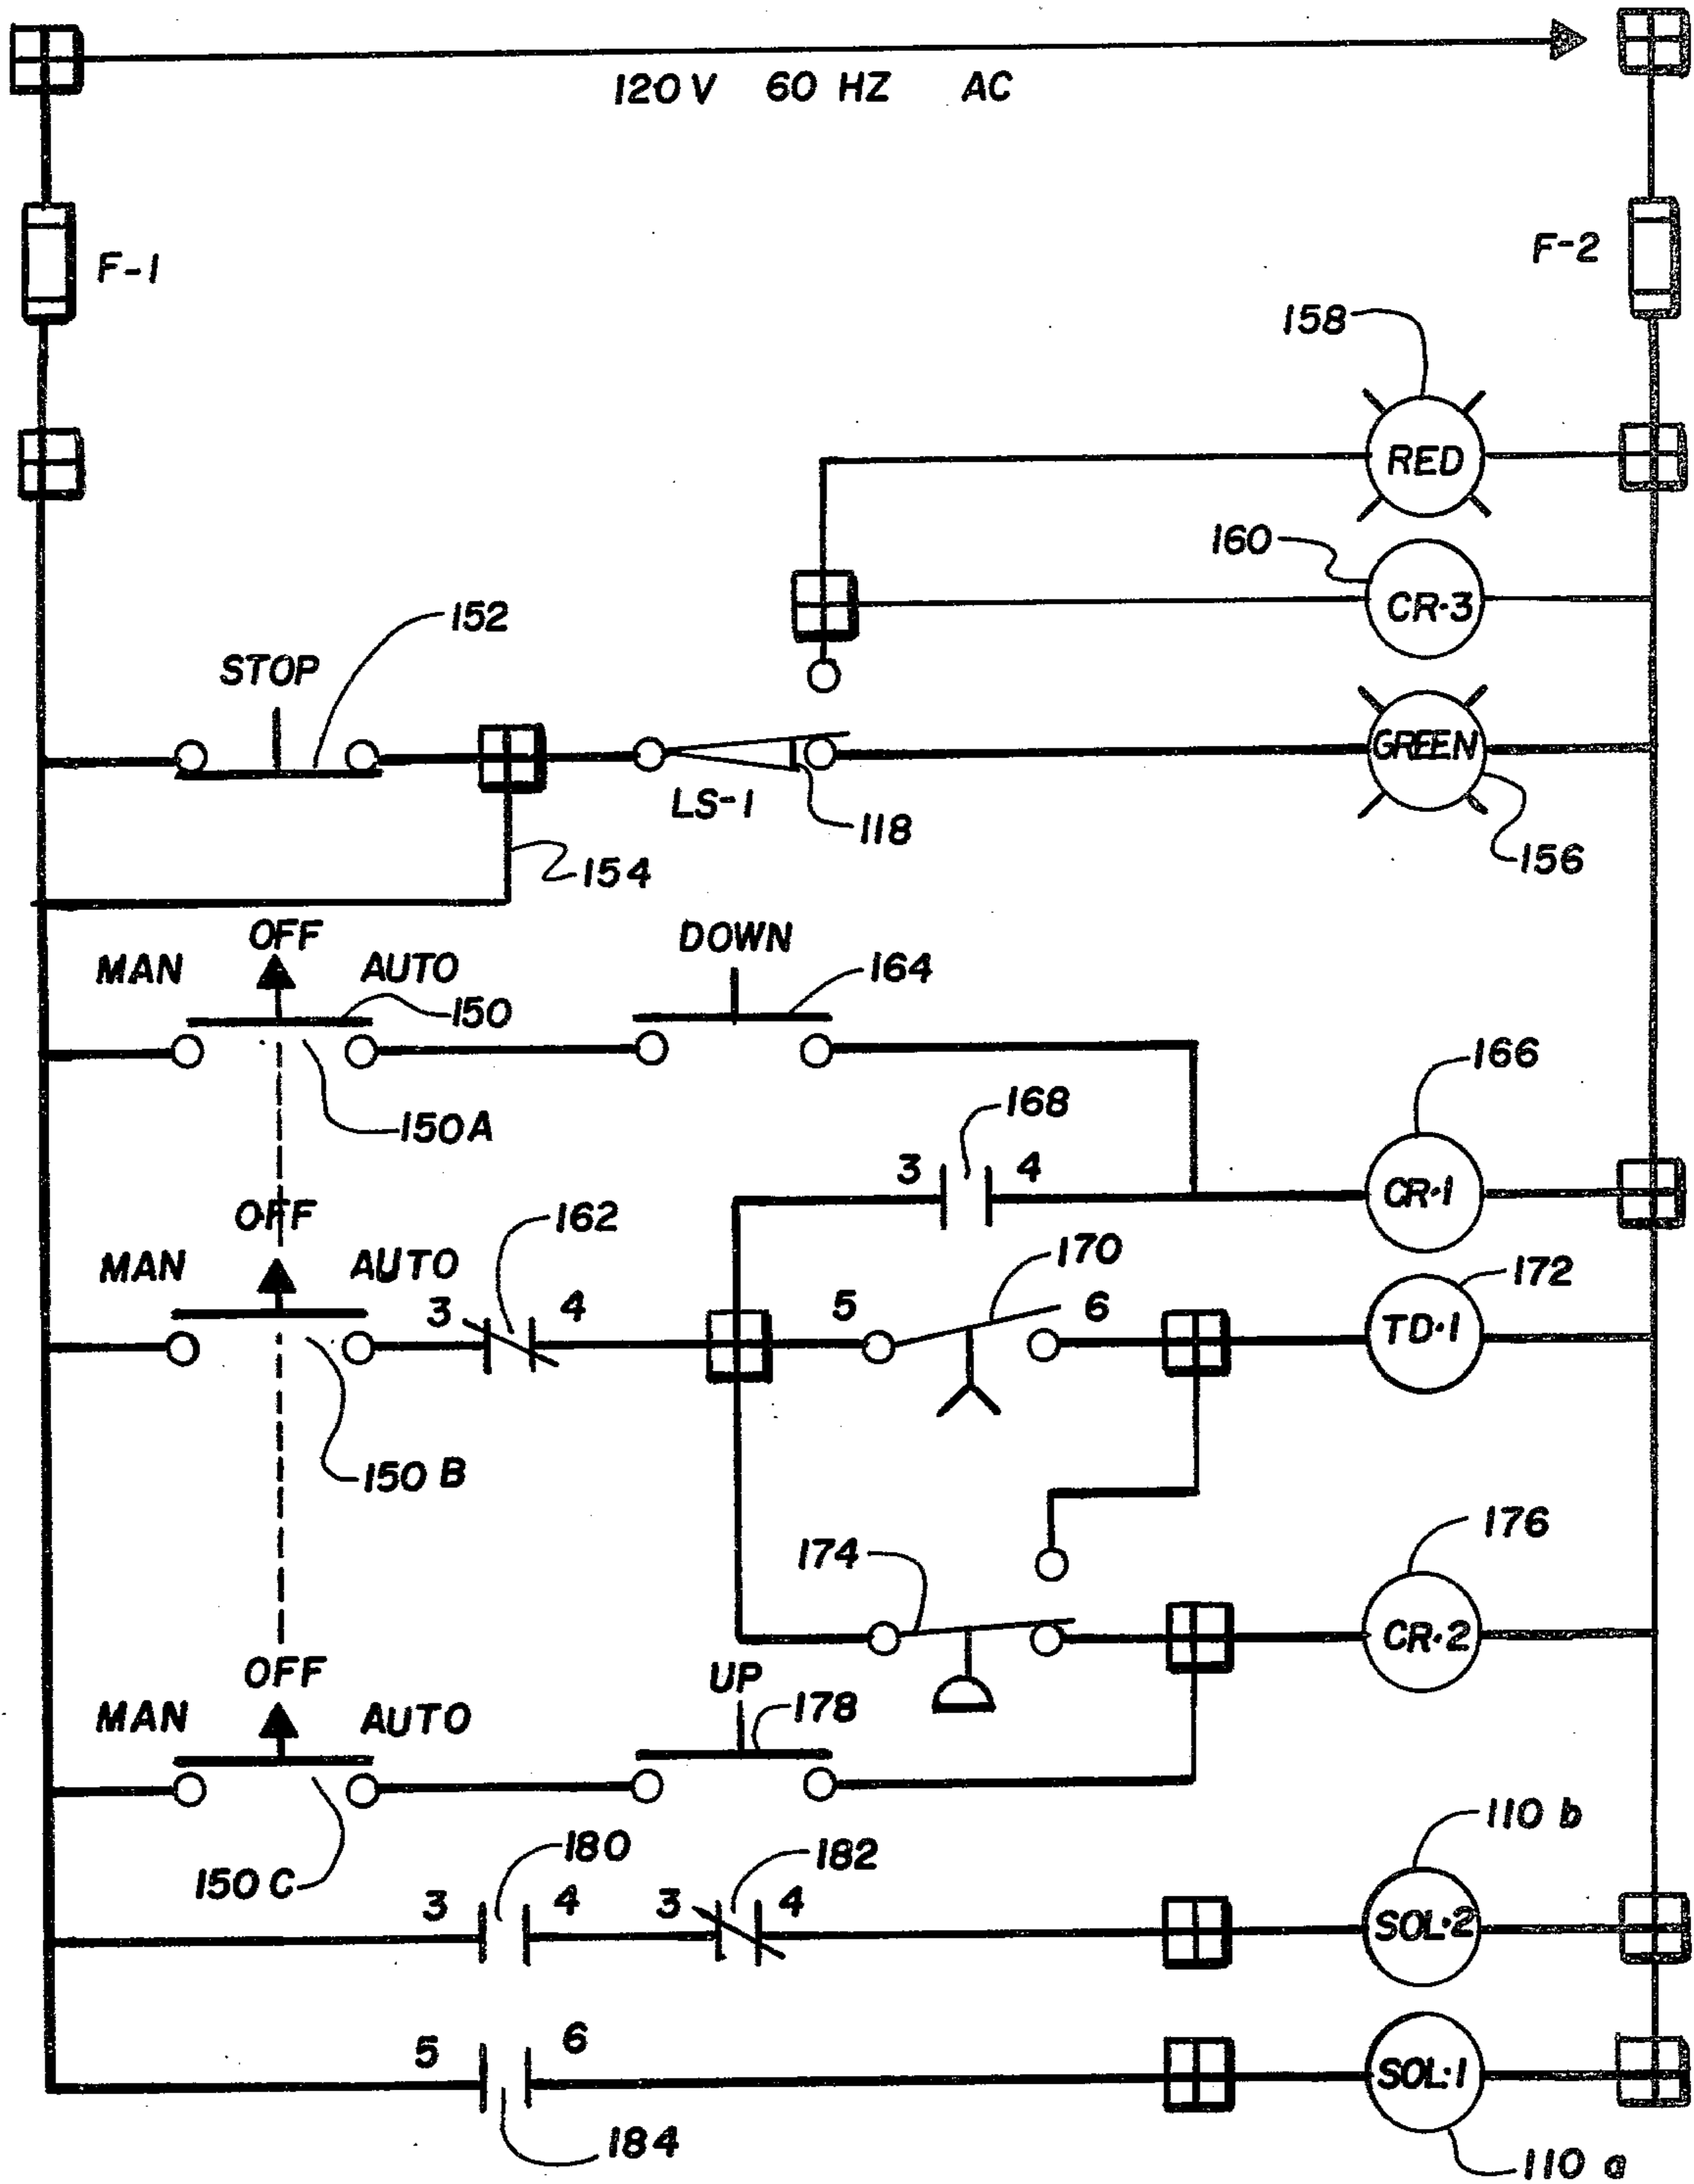 120V 60 HZ AC
F-1
F-2
158
RED
160
CR·3
152
STOP
GREEN
LS-1
118
154
156
OFF
DOWN
MAN
AUTO
164
150
166
150A
168
3
4
CR·1
OFF
162
170
172
MAN
AUTO
3
4
5
6
TD·1
150 B
176
174
CR·2
OFF
UP
178
MAN
AUTO
110 b
180
182
150 C
3
4
3
4
SOL·2
5
6
SOL·1
184
110 a